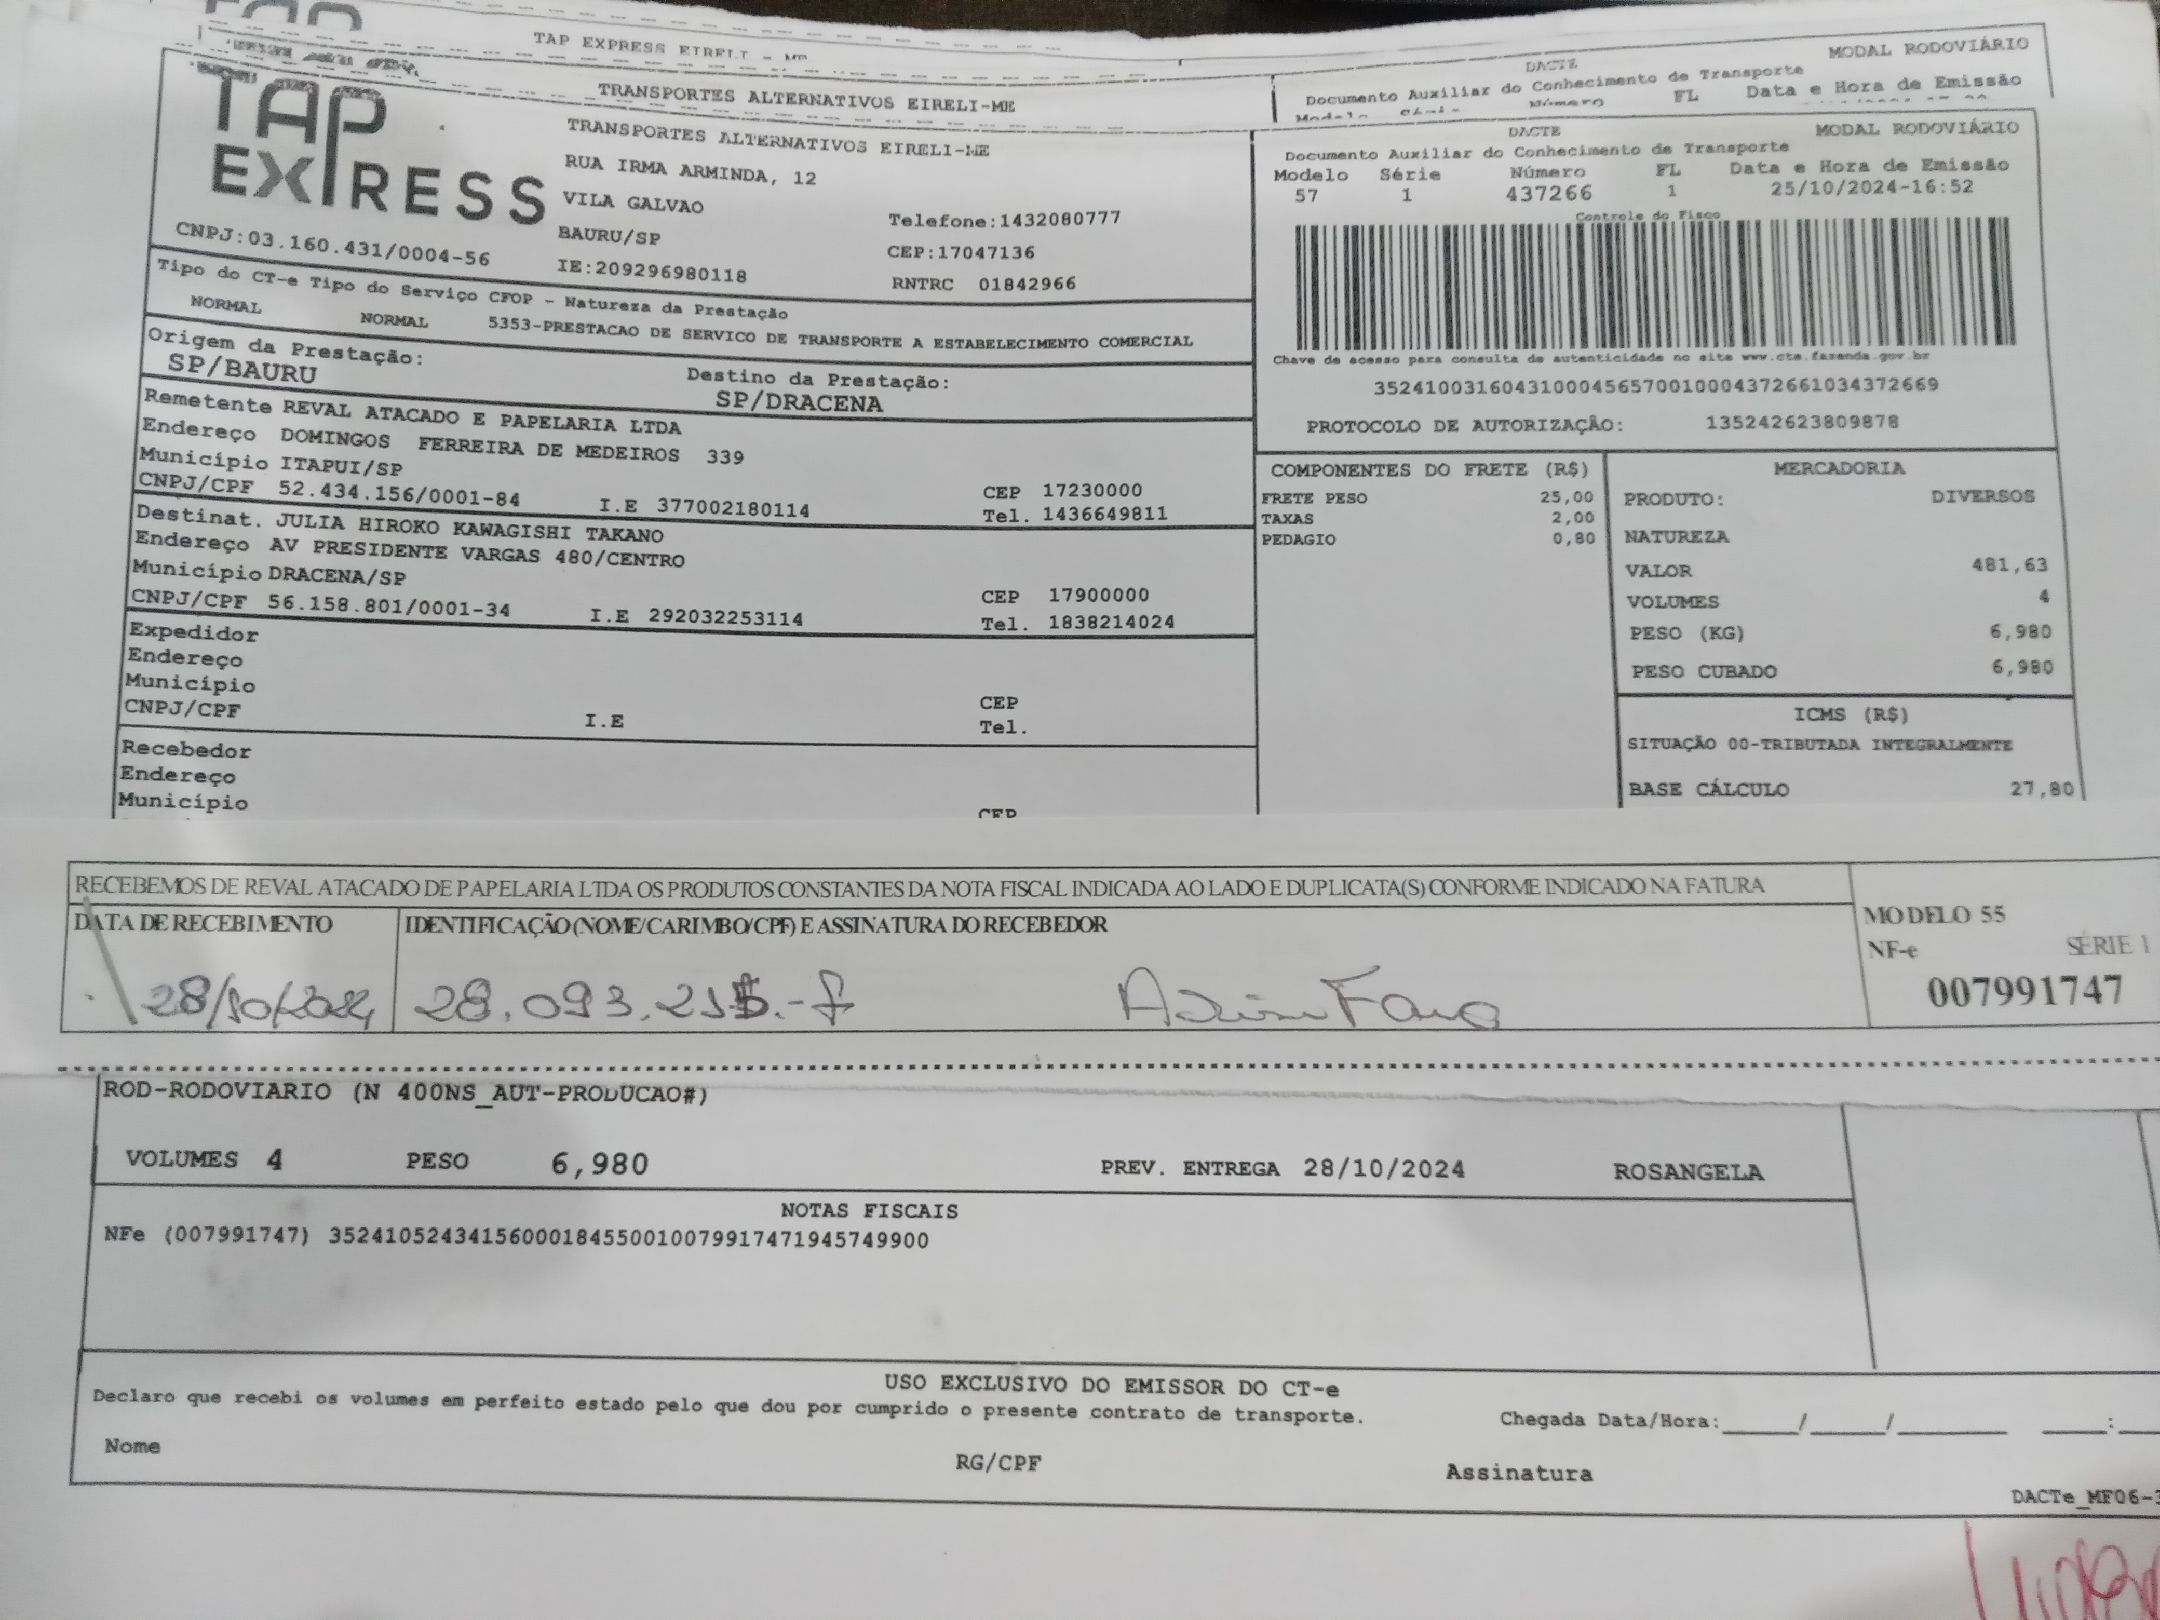 TAP EXPRESS EIRELI - ME
TRANSPORTES ALTERNATIVOS EIRELI-ME
DACTE MODAL RODOVIÁRIO
Documento Auxiliar do Conhecimento de Transporte
FL Data e Hora de Emissão
Modelo Série Número
TAP EXPRESS
TRANSPORTES ALTERNATIVOS EIRELI-ME
RUA IRMA ARMINDA, 12
VILA GALVAO
BAURU/SP
IE:209296980118
Telefone:1432080777
CEP:17047136
RNTRC 01842966
CNPJ:03.160.431/0004-56
DACTE MODAL RODOVIÁRIO
Documento Auxiliar do Conhecimento de Transporte
Modelo Série Número FL Data e Hora de Emissão
57 1 437266 1 25/10/2024-16:52
Controle do Fisco
Chave de acesso para consulta de autenticidade no site www.cte.fazenda.gov.br
35241003160431000456570010004372661034372669
PROTOCOLO DE AUTORIZAÇÃO: 135242623809878
Tipo do CT-e Tipo do Serviço CFOP - Natureza da Prestação
NORMAL NORMAL 5353-PRESTACAO DE SERVICO DE TRANSPORTE A ESTABELECIMENTO COMERCIAL
Origem da Prestação: Destino da Prestação:
SP/BAURU SP/DRACENA
Remetente REVAL ATACADO E PAPELARIA LTDA
Endereço DOMINGOS FERREIRA DE MEDEIROS 339
Município ITAPUI/SP CEP 17230000
CNPJ/CPF 52.434.156/0001-84 I.E 377002180114 Tel. 1436649811
Destinat. JULIA HIROKO KAWAGISHI TAKANO
Endereço AV PRESIDENTE VARGAS 480/CENTRO
Município DRACENA/SP CEP 17900000
CNPJ/CPF 56.158.801/0001-34 I.E 292032253114 Tel. 1838214024
Expedidor
Endereço
Município CEP
CNPJ/CPF I.E Tel.
Recebedor
Endereço
Município CEP
COMPONENTES DO FRETE (R$)
FRETE PESO 25,00
TAXAS 2,00
PEDAGIO 0,80
MERCADORIA
PRODUTO: DIVERSOS
NATUREZA
VALOR 481,63
VOLUMES 4
PESO (KG) 6,980
PESO CUBADO 6,980
ICMS (R$)
SITUAÇÃO 00-TRIBUTADA INTEGRALMENTE
BASE CÁLCULO 27,80
RECEBEMOS DE REVAL ATACADO DE PAPELARIA LTDA OS PRODUTOS CONSTANTES DA NOTA FISCAL INDICADA AO LADO E DUPLICATA(S) CONFORME INDICADO NA FATURA
DATA DE RECEBIMENTO IDENTIFICAÇÃO (NOME/CARIMBO/CPF) E ASSINATURA DO RECEBEDOR
28/10/2024
MODELO 55
NF-e SÉRIE 1
007991747
ROD-RODOVIARIO (N 400NS_AUT-PRODUCAO#)
VOLUMES 4 PESO 6,980 PREV. ENTREGA 28/10/2024 ROSANGELA
NOTAS FISCAIS
NFe (007991747) 35241052434156000184550010079917471945749900
USO EXCLUSIVO DO EMISSOR DO CT-e
Declaro que recebi os volumes em perfeito estado pelo que dou por cumprido o presente contrato de transporte. Chegada Data/Hora:_____/_____/_______ ____:
Nome RG/CPF Assinatura
DACTe_MF06-3